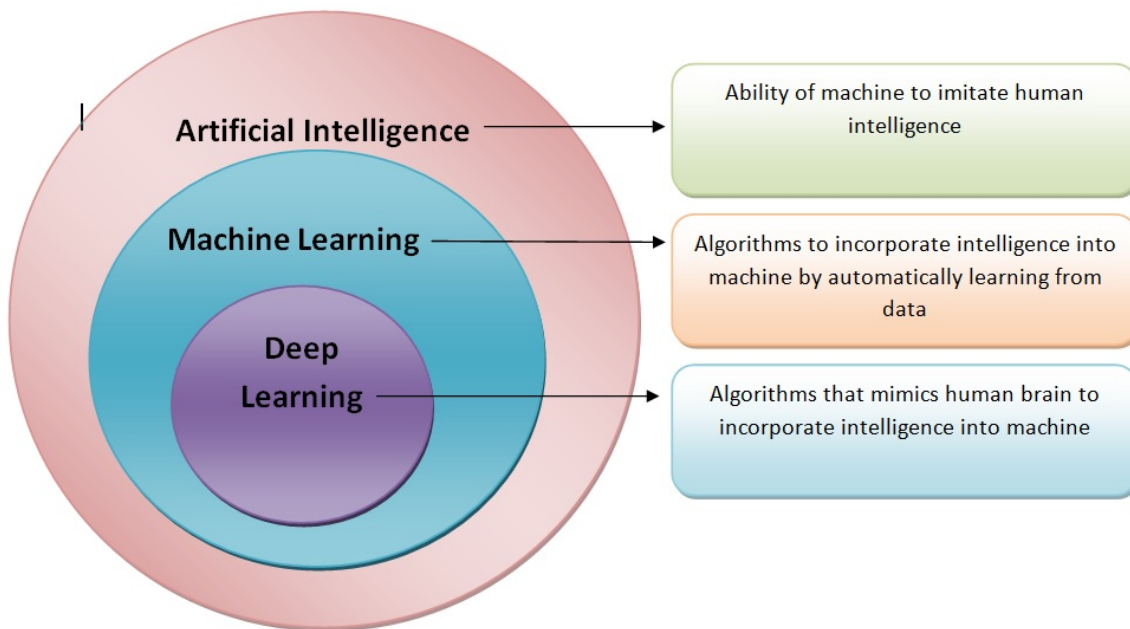 Artificial Intelligence
Ability of machine to imitate human
intelligence
Machine Learning
Algorithms to incorporate intelligence into
machine by automatically learning from
data
Deep
Learning
Algorithms that mimics human brain to
incorporate intelligence into machine